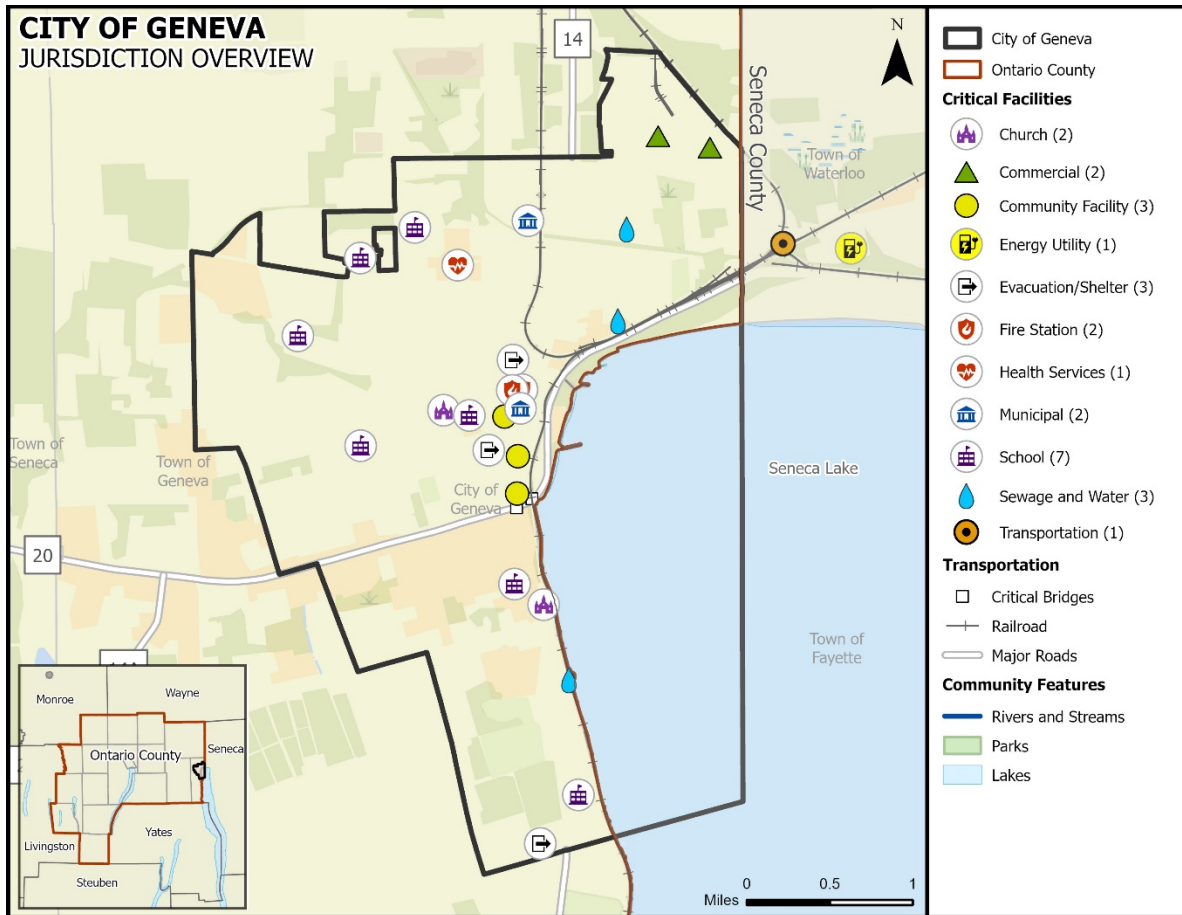 CITY OF GENEVA
JURISDICTION OVERVIEW
14
N
Seneca County
Town of
Waterloo
Town of
Seneca
Town of
Geneva
City of
Geneva
Seneca Lake
20
Town of
Fayette
Monroe
Wayne
Ontario County
Seneca
Yates
Livingston
Steuben
0
0.5
1
Miles
City of Geneva
Ontario County
Critical Facilities
Church (2)
Commercial (2)
Community Facility (3)
Energy Utility (1)
Evacuation/Shelter (3)
Fire Station (2)
Health Services (1)
Municipal (2)
School (7)
Sewage and Water (3)
Transportation (1)
Transportation
Critical Bridges
Railroad
Major Roads
Community Features
Rivers and Streams
Parks
Lakes